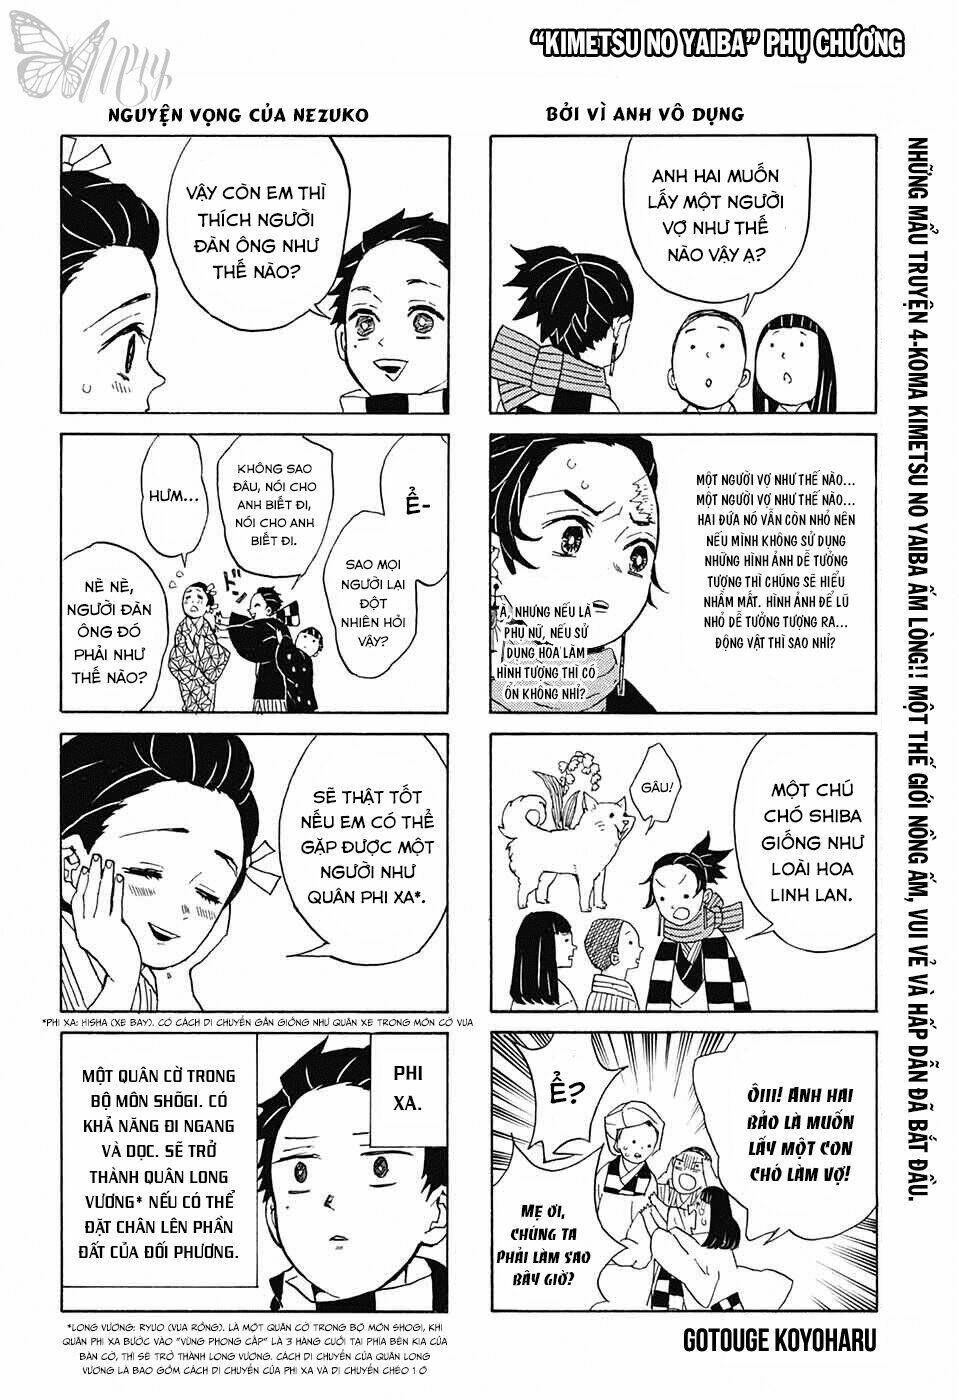 "KIMETSU NO YAIBA" PHỤ CHƯƠNG
NHỮNG MẨU TRUYỆN 4-KOMA KIMETSU NO YAIBA ẤM LÒNG!! MỘT THẾ GIỚI NỒNG ẤM, VUI VẺ VÀ HẤP DẪN ĐÃ BẮT ĐẦU.
BỞI VÌ ANH VÔ DỤNG
ANH HAI MUỐN
LẤY MỘT NGƯỜI
VỢ NHƯ THẾ
NÀO VẬY Ạ?
MỘT NGƯỜI VỢ NHƯ THẾ NÀO...
MỘT NGƯỜI VỢ NHƯ THẾ NÀO...
HAI ĐỨA NÓ VẪN CÒN NHỎ NÊN
NẾU MÌNH KHÔNG SỬ DỤNG
NHỮNG HÌNH ẢNH DỄ TƯỞNG
TƯỢNG THÌ CHÚNG SẼ HIỂU
NHẦM MẤT. HÌNH ẢNH ĐỂ LŨ
NHỎ DỄ TƯỞNG TƯỢNG RA...
ĐỘNG VẬT THÌ SAO NHỈ?
À, NHƯNG NẾU LÀ
PHỤ NỮ, NẾU SỬ
DỤNG HOA LÀM
HÌNH TƯỢNG THÌ CÓ
ỔN KHÔNG NHỈ?
MỘT CHÚ
CHÓ SHIBA
GIỐNG NHƯ
LOÀI HOA
LINH LAN.
GÂU!
ÔIII! ANH HAI
BẢO LÀ MUỐN
LẤY MỘT CON
CHÓ LÀM VỢ!
Ể?
MẸ ƠI,
CHÚNG TA
PHẢI LÀM SAO
BÂY GIỜ?
NGUYỆN VỌNG CỦA NEZUKO
VẬY CÒN EM THÌ
THÍCH NGƯỜI
ĐÀN ÔNG NHƯ
THẾ NÀO?
Ể-
SAO MỌI
NGƯỜI LẠI
ĐỘT
NHIÊN HỎI
VẬY?
KHÔNG SAO
ĐÂU, NÓI CHO
ANH BIẾT ĐI,
NÓI CHO ANH
BIẾT ĐI.
HƯM...
NÈ NÈ,
NGƯỜI ĐÀN
ÔNG ĐÓ
PHẢI NHƯ
THẾ NÀO?
ドン
SẼ THẬT TỐT
NẾU EM CÓ THỂ
GẶP ĐƯỢC MỘT
NGƯỜI NHƯ
QUÂN PHI XA*.
*PHI XA: HISHA (XE BAY). CÓ CÁCH DI CHUYỂN GẦN GIỐNG NHƯ QUÂN XE TRONG MÔN CỜ VUA
PHI
XA.
MỘT QUÂN CỜ TRONG
BỘ MÔN SHŌGI. CÓ
KHẢ NĂNG ĐI NGANG
VÀ DỌC. SẼ TRỞ
THÀNH QUÂN LONG
VƯƠNG* NẾU CÓ THỂ
ĐẶT CHÂN LÊN PHẦN
ĐẤT CỦA ĐỐI PHƯƠNG.
*LONG VƯƠNG: RYUO (VUA RỒNG). LÀ MỘT QUÂN CỜ TRONG BỘ MÔN SHOGI, KHI
QUÂN PHI XA BƯỚC VÀO "VÙNG PHONG CẤP" LÀ 3 HÀNG CUỐI TẠI PHÍA BÊN KIA CỦA
BÀN CỜ, THÌ SẼ TRỞ THÀNH LONG VƯƠNG. CÁCH DI CHUYỂN CỦA QUÂN LONG
VƯƠNG LÀ BAO GỒM CÁCH DI CHUYỂN CỦA PHI XA VÀ DI CHUYỂN CHÉO 1 Ô
GOTOUGE KOYOHARU